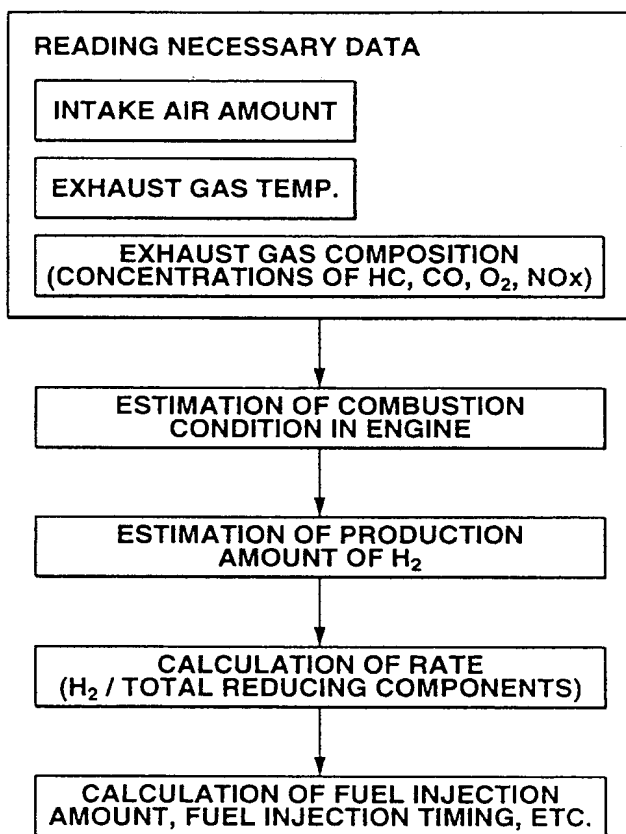 READING NECESSARY DATA
INTAKE AIR AMOUNT
EXHAUST GAS TEMP.
EXHAUST GAS COMPOSITION
(CONCENTRATIONS OF HC, CO, O₂, NOx)
ESTIMATION OF COMBUSTION
CONDITION IN ENGINE
ESTIMATION OF PRODUCTION
AMOUNT OF H₂
CALCULATION OF RATE
(H₂ / TOTAL REDUCING COMPONENTS)
CALCULATION OF FUEL INJECTION
AMOUNT, FUEL INJECTION TIMING, ETC.